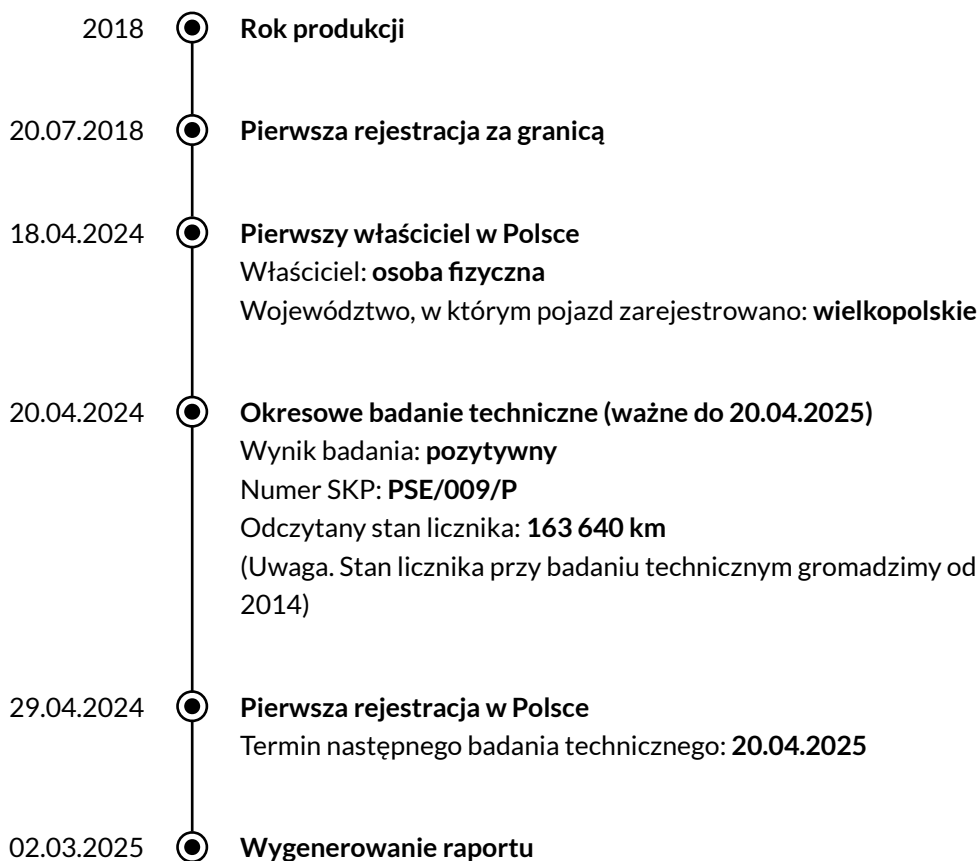 2018 Rok produkcji
20.07.2018 Pierwsza rejestracja za granicą
18.04.2024 Pierwszy właściciel w Polsce
Właściciel: osoba fizyczna
Województwo, w którym pojazd zarejestrowano: wielkopolskie
20.04.2024 Okresowe badanie techniczne (ważne do 20.04.2025)
Wynik badania: pozytywny
Numer SKP: PSE/009/P
Odczytany stan licznika: 163 640 km
(Uwaga. Stan licznika przy badaniu technicznym gromadzimy od
2014)
29.04.2024 Pierwsza rejestracja w Polsce
Termin następnego badania technicznego: 20.04.2025
02.03.2025 Wygenerowanie raportu